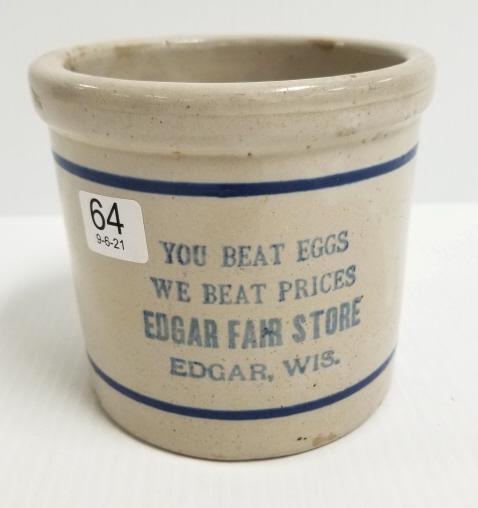 64
9-6-21
YOU BEAT EGGS
WE BEAT PRICES
EDGAR FAIR STORE
EDGAR, WIS.